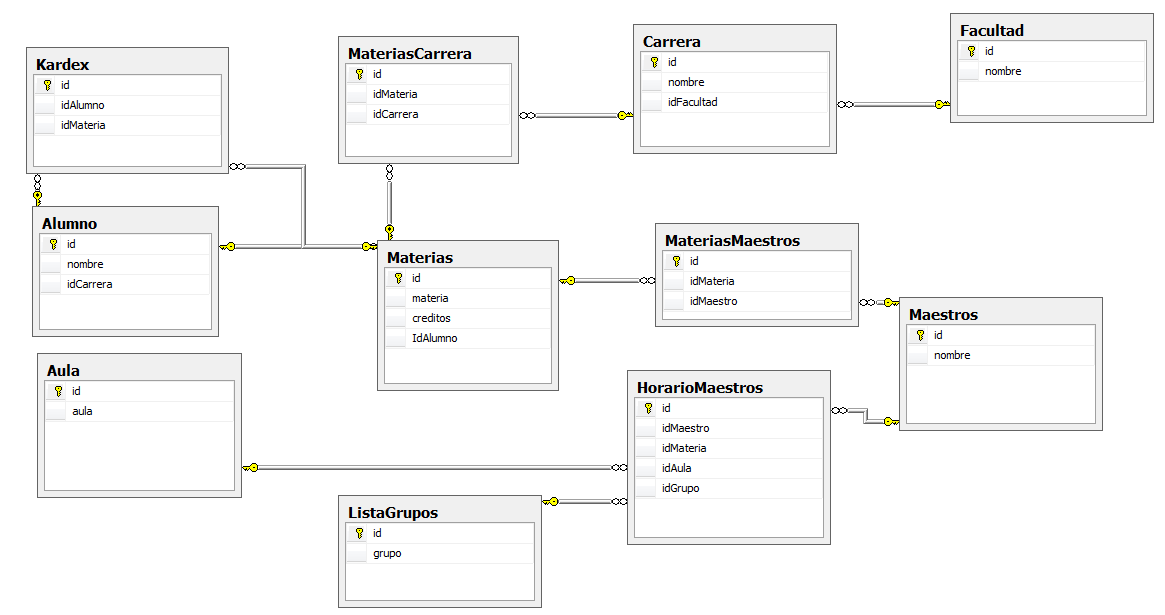 Kardex
id
idAlumno
idMateria
MateriasCarrera
id
idMateria
idCarrera
Carrera
id
nombre
idFacultad
Facultad
id
nombre
Alumno
id
nombre
idCarrera
Materias
id
materia
creditos
IdAlumno
MateriasMaestros
id
idMateria
idMaestro
Maestros
id
nombre
Aula
id
aula
HorarioMaestros
id
idMaestro
idMateria
idAula
idGrupo
ListaGrupos
id
grupo